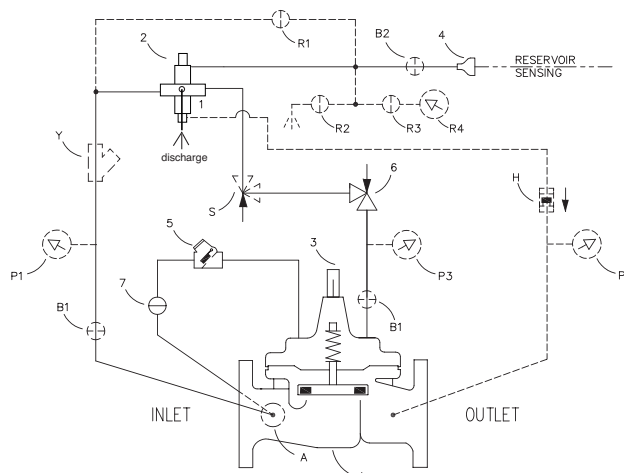 R1
2
B2
4
RESERVOIR
SENSING
1
Y
R2
R3
R4
discharge
6
H
S
5
3
P1
P3
P
7
B1
B1
INLET
OUTLET
A